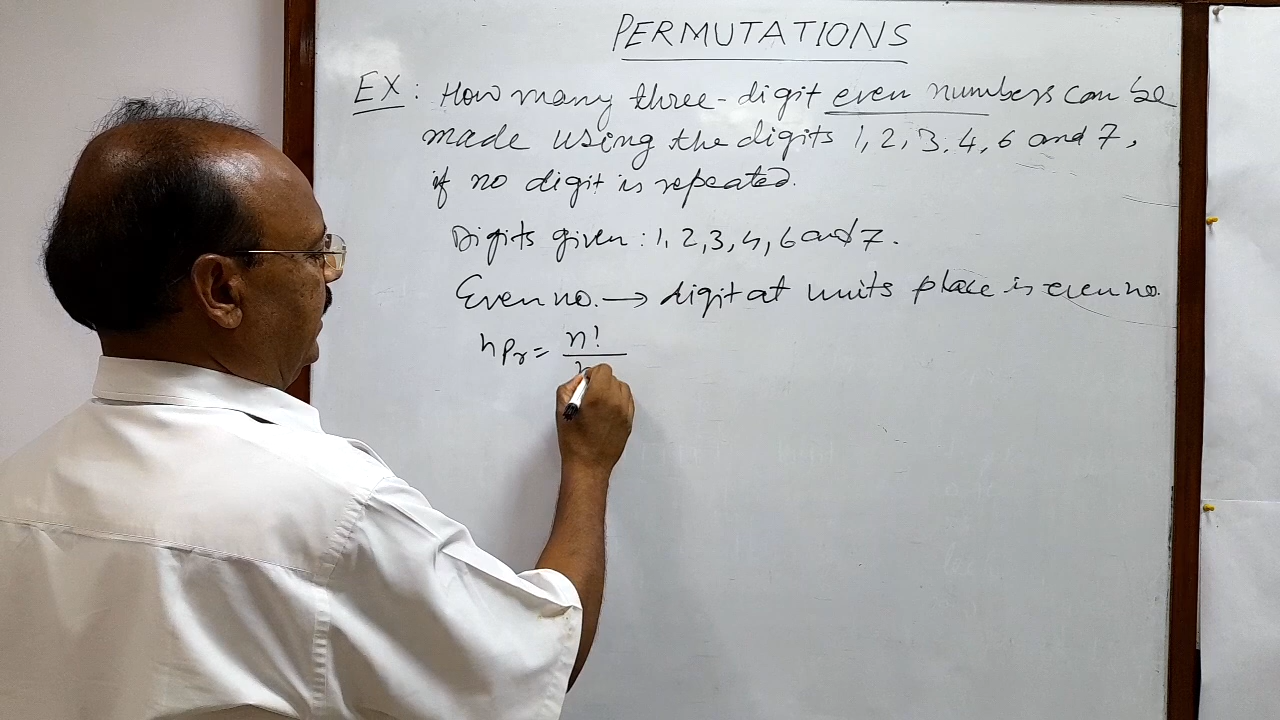 PERMUTATIONS
EX: How many three-digit even numbers can be
made using the digits 1, 2, 3, 4, 6 and 7,
if no digit is repeated.
Digits given: 1, 2, 3, 4, 6 and 7.
Even no. → digit at units place is even no.
nPr = n!